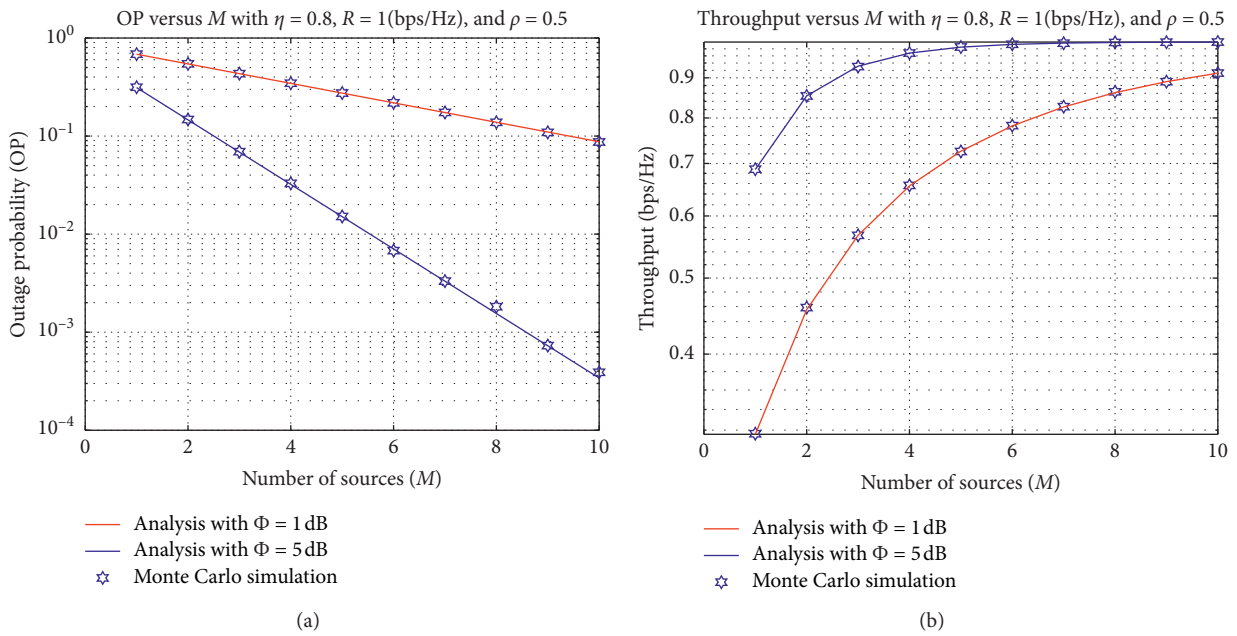 OP versus M with η = 0.8, R = 1(bps/Hz), and ρ = 0.5
10^0
10^-1
10^-2
10^-3
10^-4
Outage probability (OP)
0 2 4 6 8 10
Number of sources (M)
Analysis with Φ = 1 dB
Analysis with Φ = 5 dB
Monte Carlo simulation
(a)
Throughput versus M with η = 0.8, R = 1(bps/Hz), and ρ = 0.5
0.9
0.8
0.7
0.6
0.5
0.4
Throughput (bps/Hz)
0 2 4 6 8 10
Number of sources (M)
Analysis with Φ = 1 dB
Analysis with Φ = 5 dB
Monte Carlo simulation
(b)